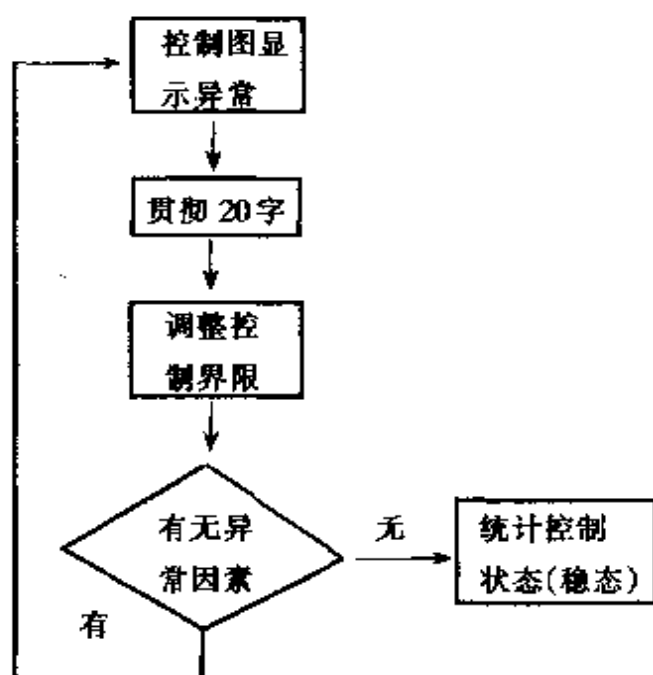 控制图显
示异常
贯彻20字
调整控
制界限
有无异
常因素
无
统计控制
状态(稳态)
有